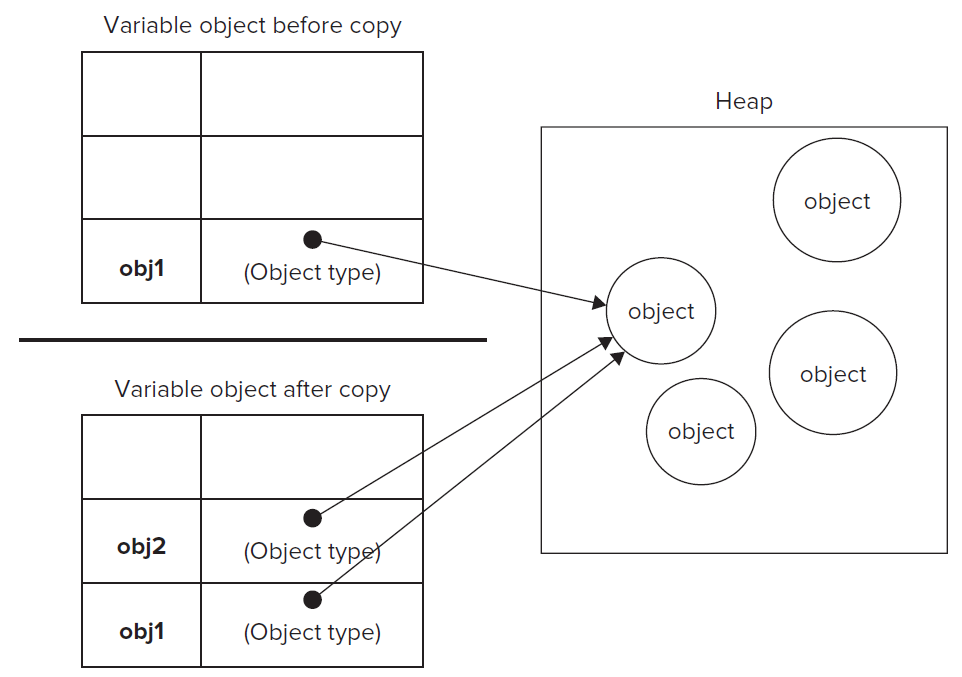 Variable object before copy
obj1
(Object type)
Variable object after copy
obj2
(Object type)
obj1
(Object type)
Heap
object
object
object
object